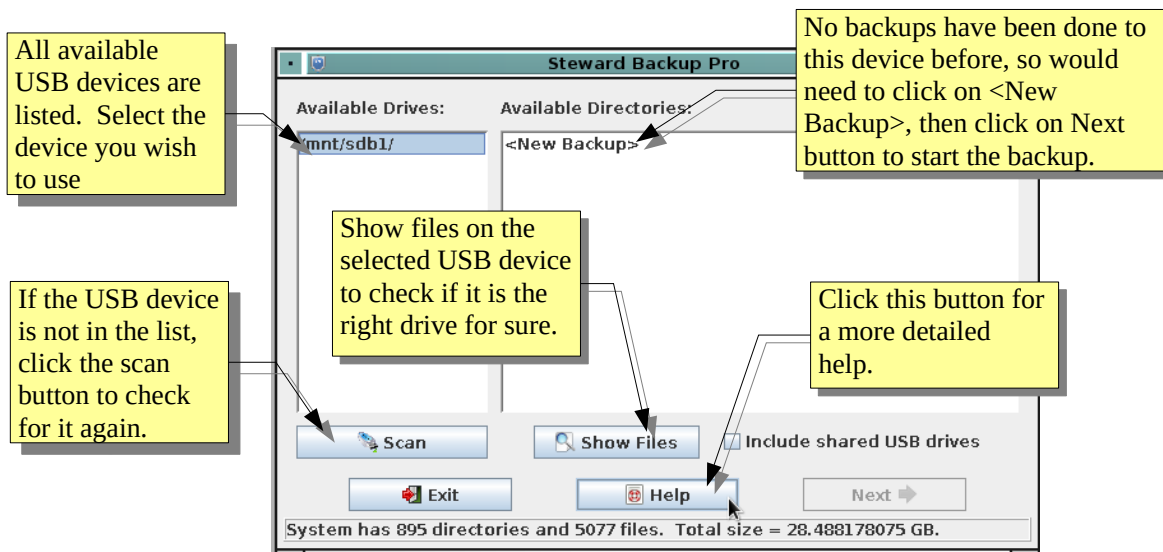 All available
USB devices are
listed.  Select the
device you wish
to use
No backups have been done to
this device before, so would
need to click on <New
Backup>, then click on Next
button to start the backup.
Steward Backup Pro
Available Drives:
Available Directories:
/mnt/sdb1/
<New Backup>
Show files on the
selected USB device
to check if it is the
right drive for sure.
If the USB device
is not in the list,
click the scan
button to check
for it again.
Click this button for
a more detailed
help.
Scan
Show Files
Include shared USB drives
Exit
Help
Next
System has 895 directories and 5077 files.  Total size = 28.488178075 GB.